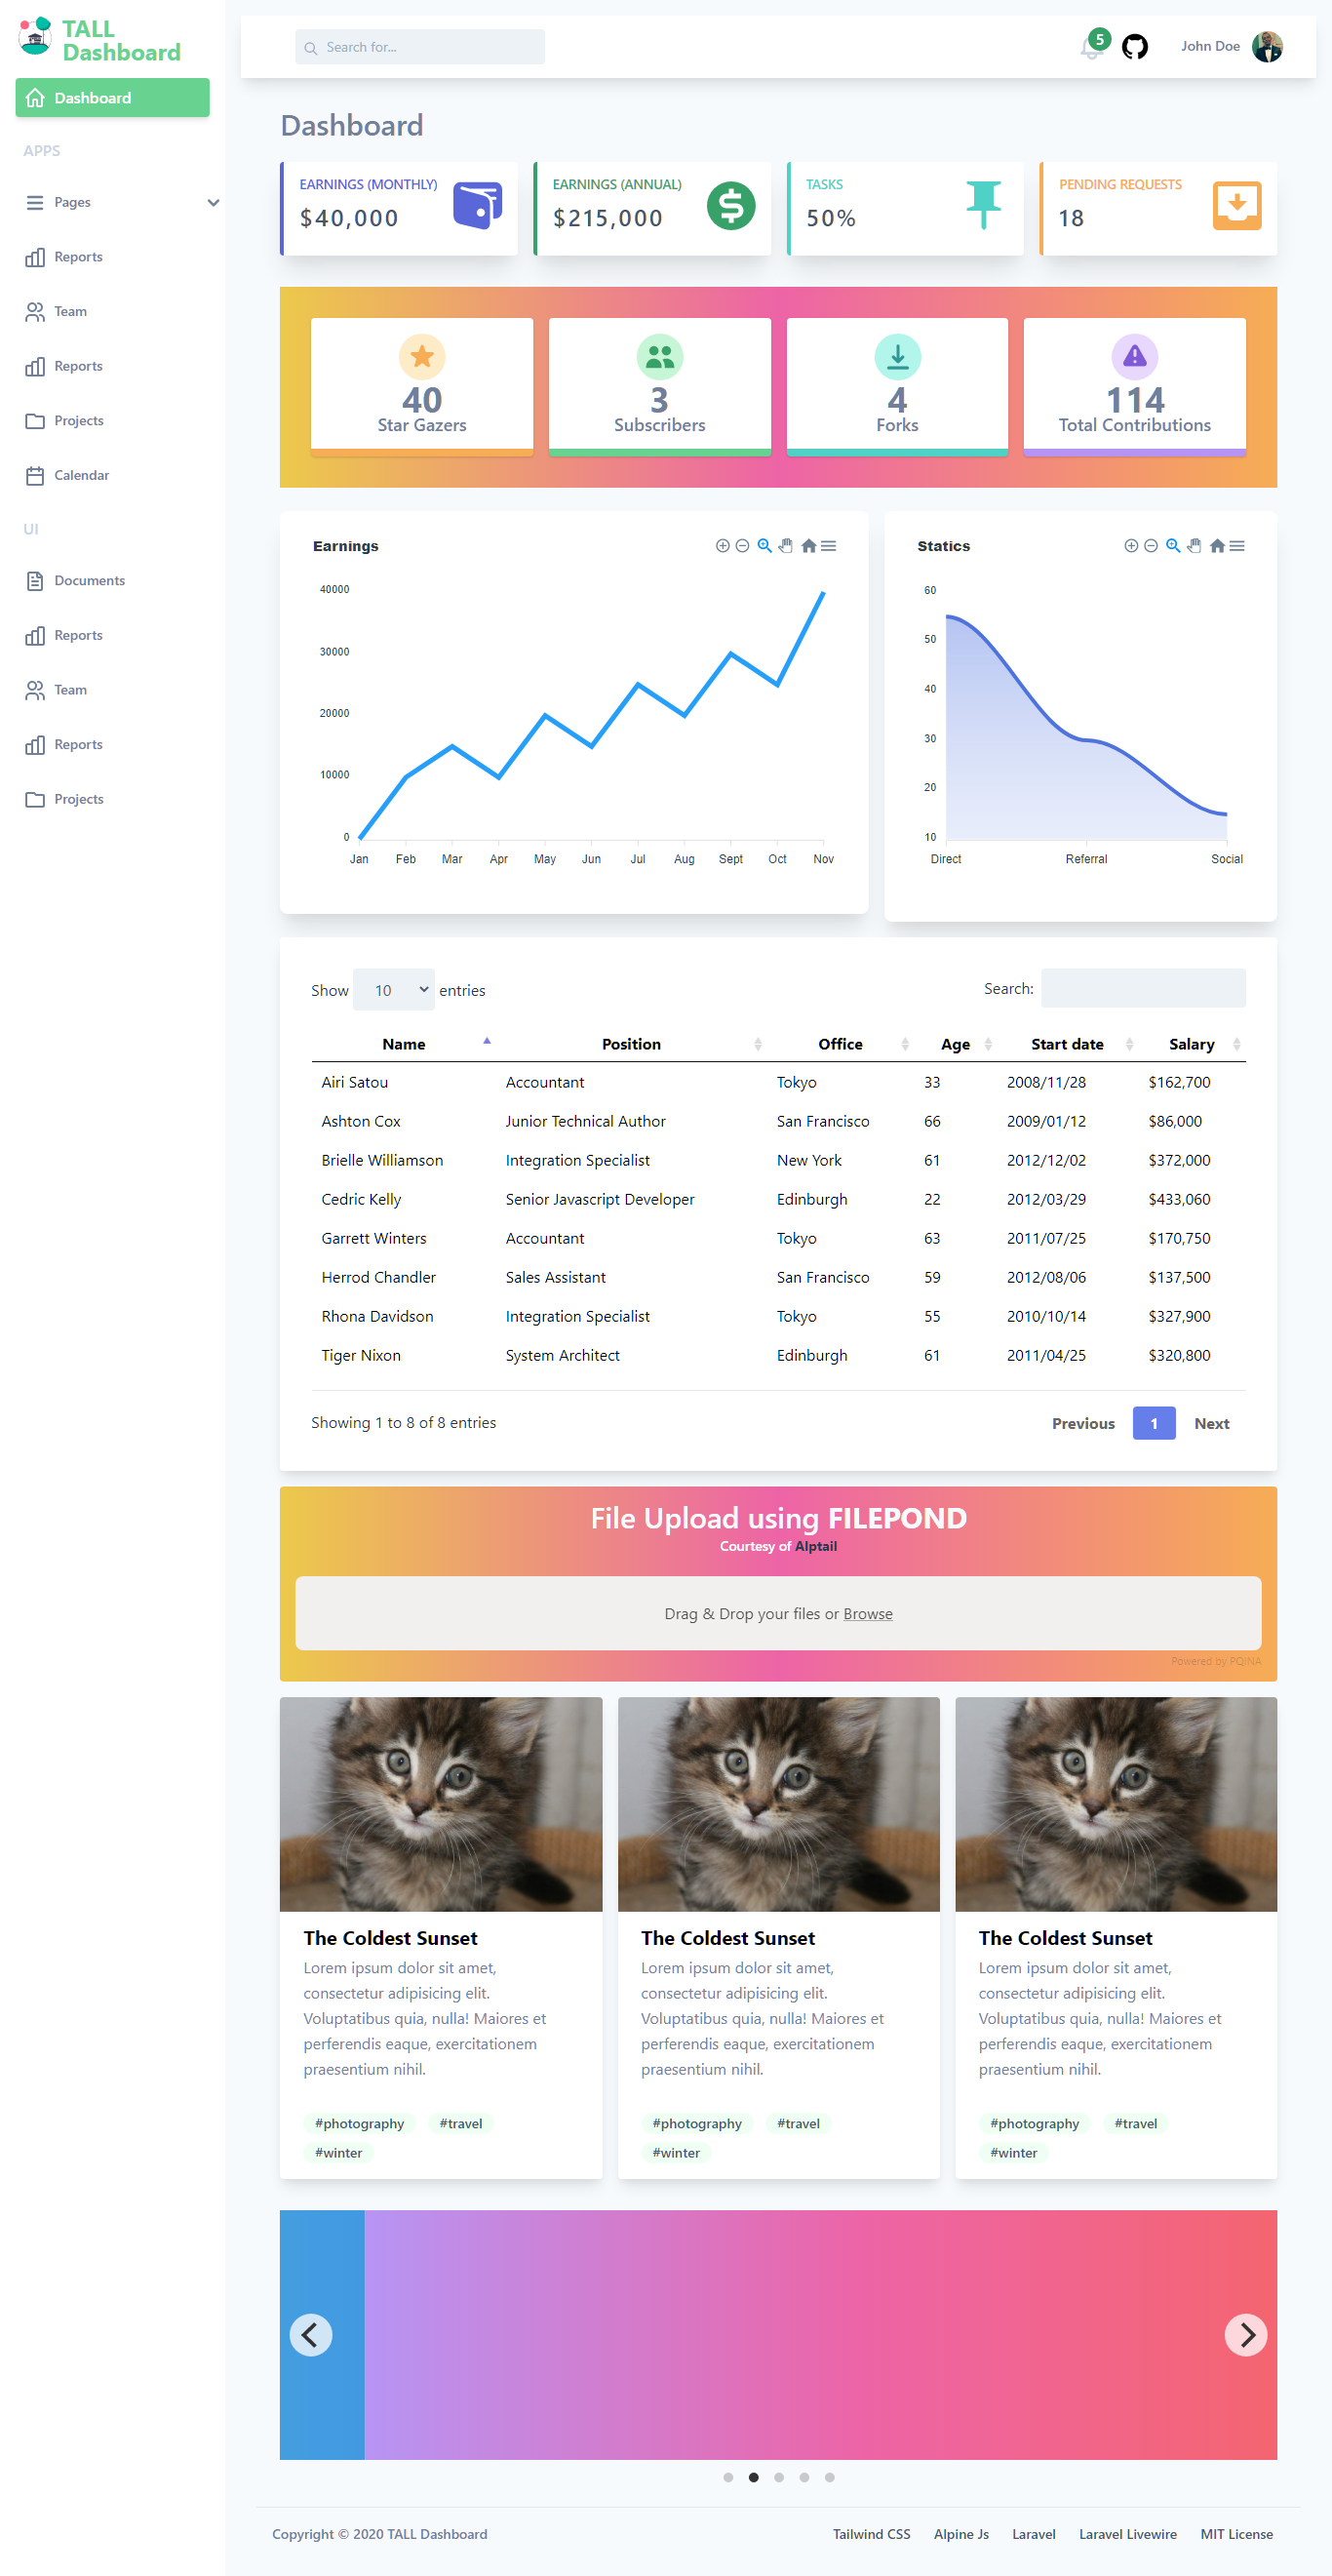 TALL
Dashboard
Search for...
5
John Doe
Dashboard
APPS
Pages
Reports
Team
Reports
Projects
Calendar
UI
Documents
Reports
Team
Reports
Projects
Dashboard
EARNINGS (MONTHLY)
$40,000
EARNINGS (ANNUAL)
$215,000
TASKS
50%
PENDING REQUESTS
18
40
Star Gazers
3
Subscribers
4
Forks
114
Total Contributions
Earnings
40000
30000
20000
10000
0
Jan Feb Mar Apr May Jun Jul Aug Sept Oct Nov
Statics
60
50
40
30
20
10
Direct Referral Social
Show 10 entries
Search:
Name Position Office Age Start date Salary
Airi Satou Accountant Tokyo 33 2008/11/28 $162,700
Ashton Cox Junior Technical Author San Francisco 66 2009/01/12 $86,000
Brielle Williamson Integration Specialist New York 61 2012/12/02 $372,000
Cedric Kelly Senior Javascript Developer Edinburgh 22 2012/03/29 $433,060
Garrett Winters Accountant Tokyo 63 2011/07/25 $170,750
Herrod Chandler Sales Assistant San Francisco 59 2012/08/06 $137,500
Rhona Davidson Integration Specialist Tokyo 55 2010/10/14 $327,900
Tiger Nixon System Architect Edinburgh 61 2011/04/25 $320,800
Showing 1 to 8 of 8 entries
Previous 1 Next
File Upload using FILEPOND
Courtesy of Alptail
Drag & Drop your files or Browse
Powered by PQINA
The Coldest Sunset
Lorem ipsum dolor sit amet,
consectetur adipisicing elit.
Voluptatibus quia, nulla! Maiores et
perferendis eaque, exercitationem
praesentium nihil.
#photography #travel
#winter
The Coldest Sunset
Lorem ipsum dolor sit amet,
consectetur adipisicing elit.
Voluptatibus quia, nulla! Maiores et
perferendis eaque, exercitationem
praesentium nihil.
#photography #travel
#winter
The Coldest Sunset
Lorem ipsum dolor sit amet,
consectetur adipisicing elit.
Voluptatibus quia, nulla! Maiores et
perferendis eaque, exercitationem
praesentium nihil.
#photography #travel
#winter
Copyright © 2020 TALL Dashboard
Tailwind CSS Alpine Js Laravel Laravel Livewire MIT License